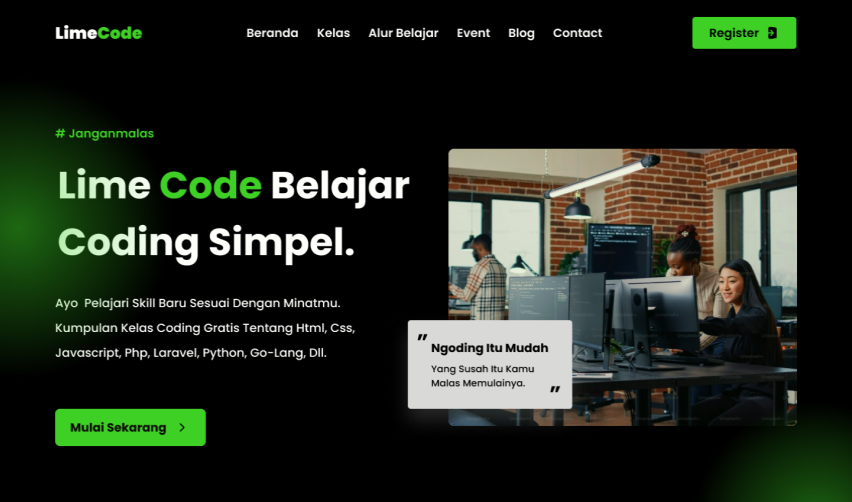 LimeCode
Beranda Kelas Alur Belajar Event Blog Contact
Register
# Janganmalas
Lime Code Belajar
Coding Simpel.
Ayo Pelajari Skill Baru Sesuai Dengan Minatmu.
Kumpulan Kelas Coding Gratis Tentang Html, Css,
Javascript, Php, Laravel, Python, Go-Lang, Dll.
Mulai Sekarang
" Ngoding Itu Mudah
Yang Susah Itu Kamu
Malas Memulainya. "